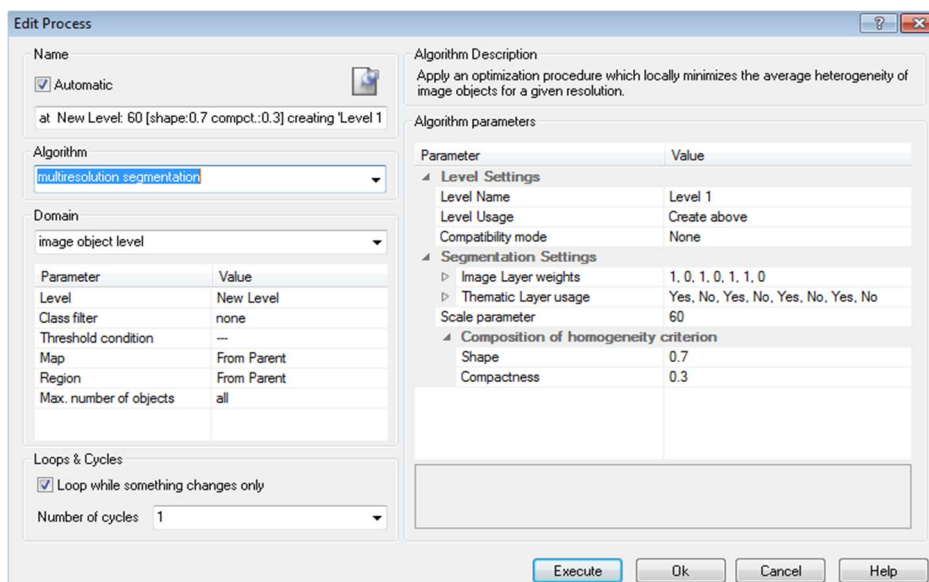 Edit Process
Name
Automatic
at New Level: 60 [shape:0.7 compct.:0.3] creating 'Level 1
Algorithm
multiresolution segmentation
Domain
image object level
Parameter Value
Level New Level
Class filter none
Threshold condition ---
Map From Parent
Region From Parent
Max. number of objects all
Loops & Cycles
Loop while something changes only
Number of cycles 1
Algorithm Description
Apply an optimization procedure which locally minimizes the average heterogeneity of
image objects for a given resolution.
Algorithm parameters
Parameter Value
Level Settings
Level Name Level 1
Level Usage Create above
Compatibility mode None
Segmentation Settings
Image Layer weights 1, 0, 1, 0, 1, 1, 0
Thematic Layer usage Yes, No, Yes, No, Yes, No, Yes, No
Scale parameter 60
Composition of homogeneity criterion
Shape 0.7
Compactness 0.3
Execute Ok Cancel Help